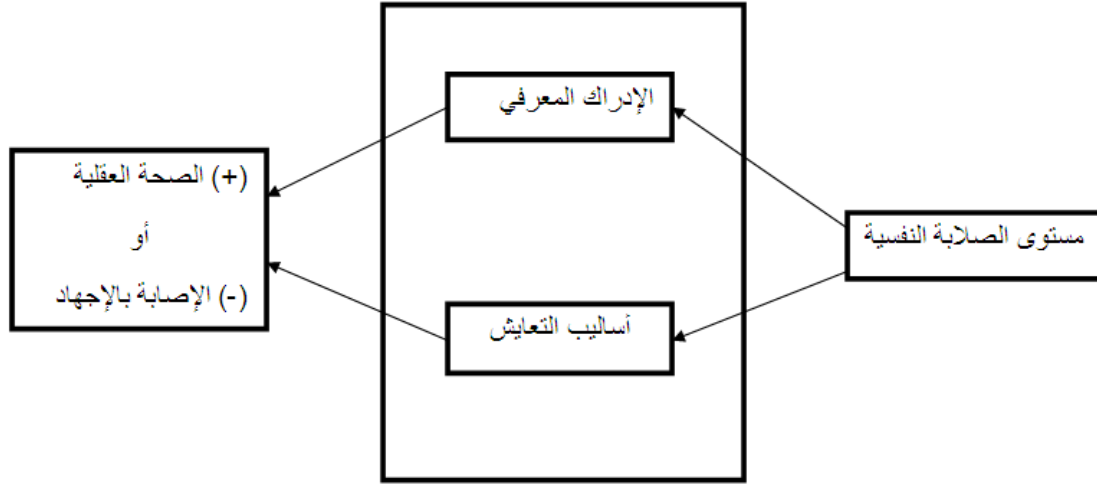 الإدراك المعرفي
(+) الصحة العقلية
أو
(-) الإصابة بالإجهاد
مستوى الصلابة النفسية
أساليب التعايش